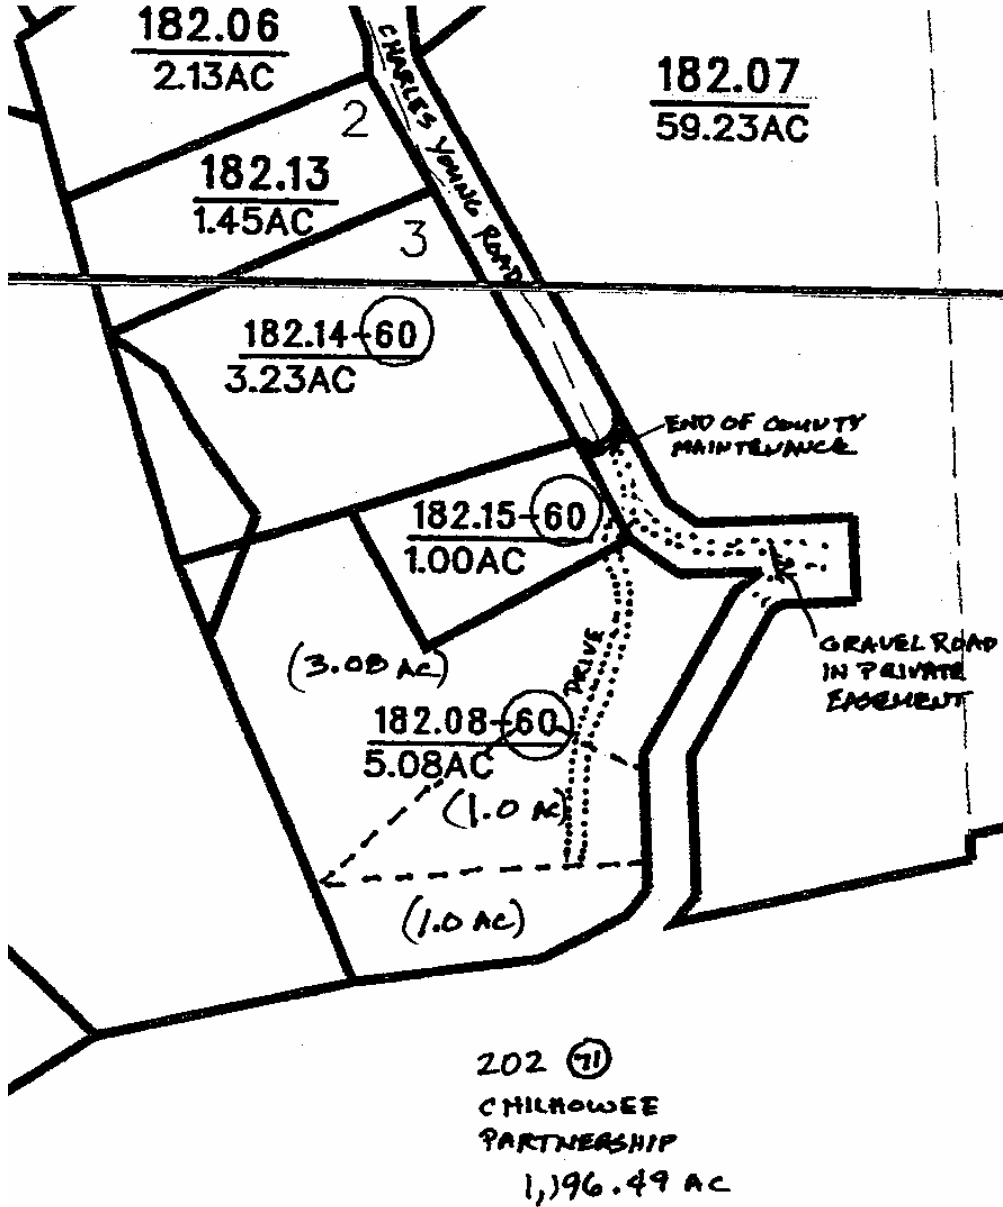 182.06
2.13AC
CHARLES YOUNG ROAD
182.07
59.23AC
2
182.13
1.45AC
3
182.14-60
3.23AC
END OF COUNTY
MAINTENANCE
182.15-60
1.00AC
GRAVEL ROAD
IN PRIVATE
EASEMENT
(3.08 AC)
DRIVE
182.08-60
5.08AC
(1.0 AC)
(1.0 AC)
202 71
CHILHOWEE
PARTNERSHIP
1,196.49 AC